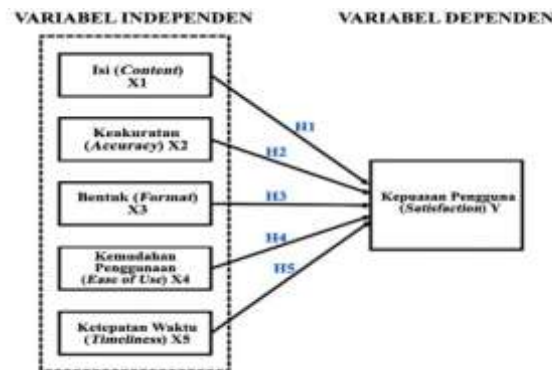 VARIABEL INDEPENDEN
VARIABEL DEPENDEN
Isi (Content)
X1
Keakuratan
(Accuracy) X2
Bentuk (Format)
X3
Kemudahan
Penggunaan
(Ease of Use) X4
Ketepatan Waktu
(Timeliness) X5
H1
H2
H3
H4
H5
Kepuasan Pengguna
(Satisfaction) Y